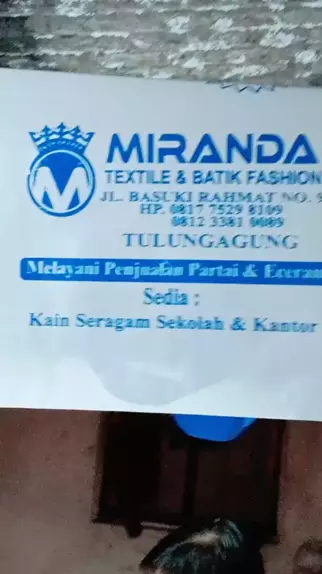 M
MIRANDA
TEXTILE & BATIK FASHION
JL. BASUKI RAHMAT NO. 9
HP. 0817 7529 8109
0812 3381 0089
TULUNGAGUNG
Melayani Penjualan Partai & Eceran
Sedia :
Kain Seragam Sekolah & Kantor